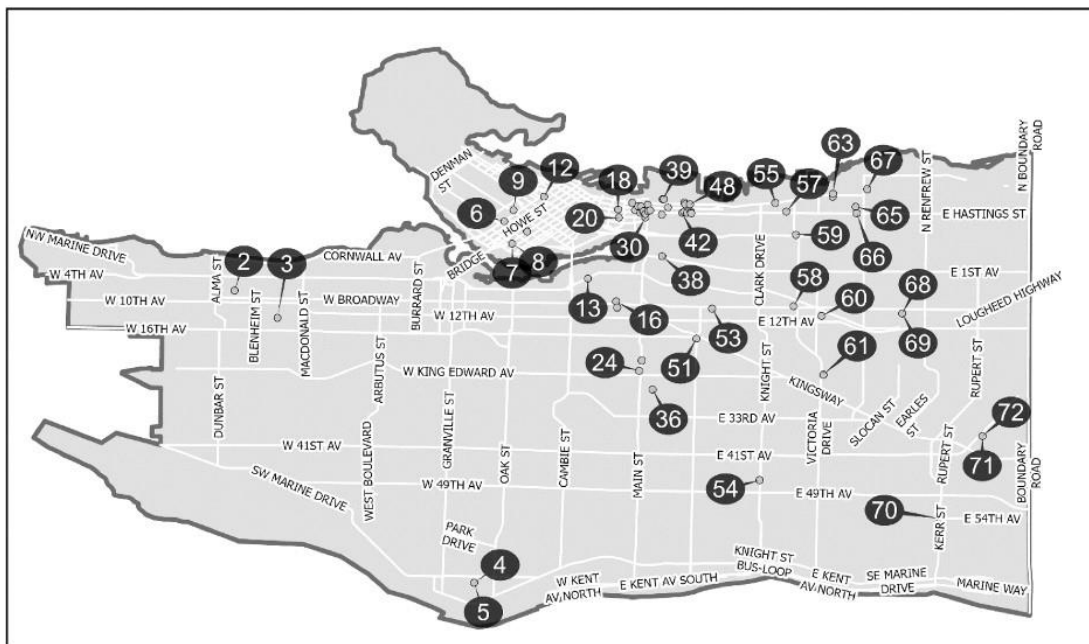 63
N BOUNDARY
ROAD
12
39
67
DENMAN
ST
9
18
48
55
57
N RENFREW ST
6
HOWE ST
20
65
E HASTINGS ST
NW MARINE DRIVE
2
3
CORNWALL AV
BRIDGE
7
8
30
42
59
66
ALMA ST
W 4TH AV
38
CLARK DRIVE
E 1ST AV
58
60
68
W 10TH AV
BLENHEIM ST
MACDONALD ST
W BROADWAY
BURRARD ST
W 12TH AV
13
16
53
E 12TH AV
LOUGHEED HIGHWAY
W 16TH AV
51
69
24
61
ARBUTUS ST
W KING EDWARD AV
KNIGHT ST
KINGSWAY
RUPERT ST
DUNBAR ST
36
E 33RD AV
SLOCAN ST
EARLES
ST
72
W 41ST AV
GRANVILLE ST
OAK ST
CAMBIE ST
MAIN ST
E 41ST AV
VICTORIA
DRIVE
RUPERT ST
71
BOUNDARY
ROAD
SW MARINE DRIVE
WEST BOULEVARD
W 49TH AV
54
E 49TH AV
70
KERR ST
E 54TH AV
PARK
DRIVE
4
5
W KENT
AV NORTH
E KENT AV SOUTH
KNIGHT ST
BUS-LOOP
E KENT
AV NORTH
SE MARINE
DRIVE
MARINE WAY